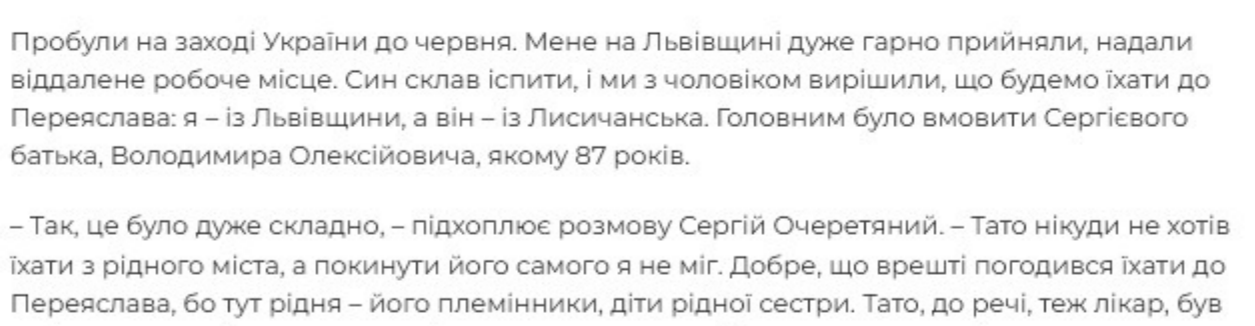 Пробули на заході України до червня. Мене на Львівщині дуже гарно прийняли, надали
віддалене робоче місце. Син склав іспити, і ми з чоловіком вирішили, що будемо їхати до
Переяслава: я – із Львівщини, а він – із Лисичанська. Головним було вмовити Сергієвого
батька, Володимира Олексійовича, якому 87 років.
– Так, це було дуже складно, – підхоплює розмову Сергій Очеретяний. – Тато нікуди не хотів
їхати з рідного міста, а покинути його самого я не міг. Добре, що врешті погодився їхати до
Переяслава, бо тут рідня – його племінники, діти рідної сестри. Тато, до речі, теж лікар, був